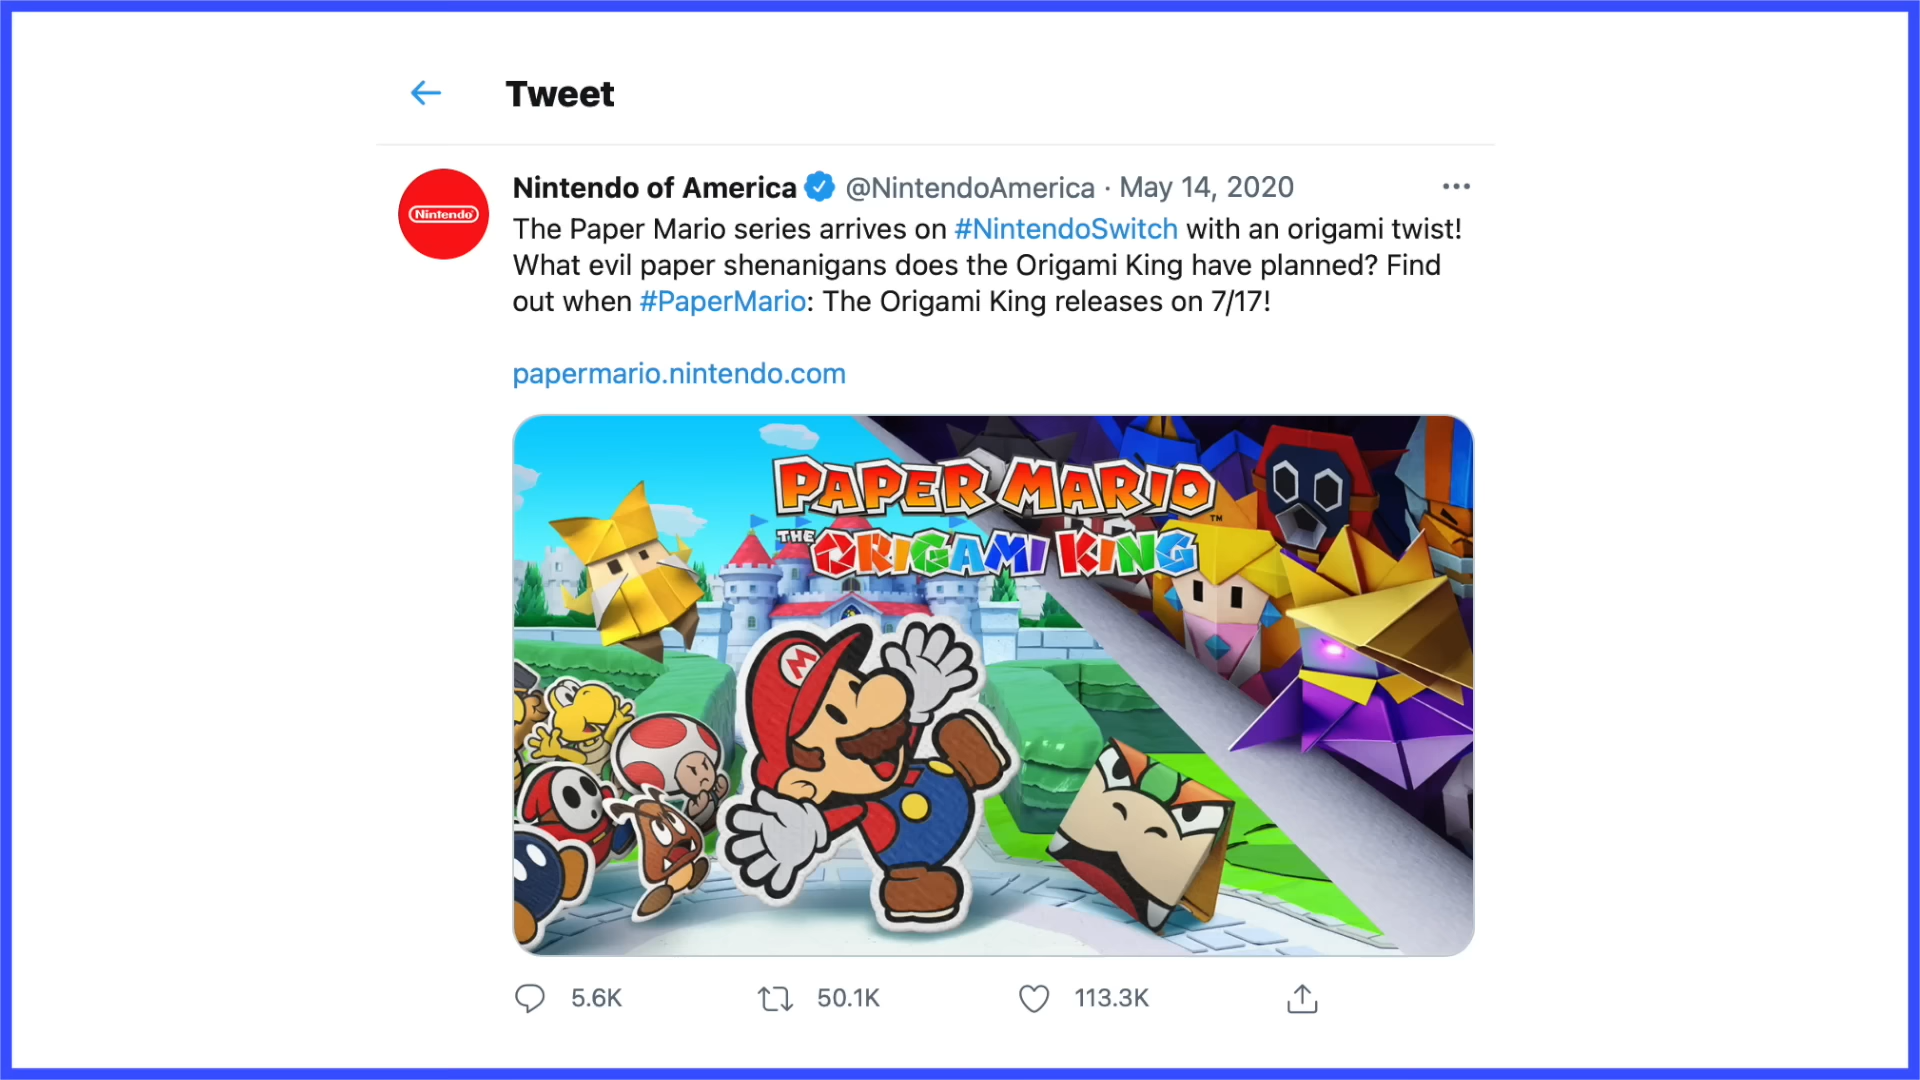 Tweet
Nintendo
Nintendo of America @NintendoAmerica · May 14, 2020
The Paper Mario series arrives on #NintendoSwitch with an origami twist!
What evil paper shenanigans does the Origami King have planned? Find
out when #PaperMario: The Origami King releases on 7/17!
papermario.nintendo.com
PAPER MARIO™
THE ORIGAMI KING
M
5.6K 50.1K 113.3K